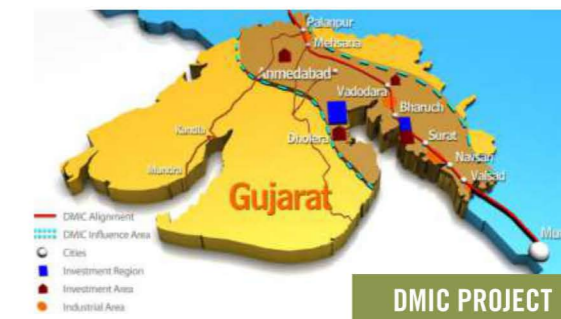 Palanpur
Mehsana
Ahmedabad
Vadodara
Bharuch
Kandla
Dholera
Surat
Mundra
Navsari
Valsad
Gujarat
DMIC Alignment
DMIC Influence Area
Cities
Mu
Investment Region
Investment Area
Industrial Area
DMIC PROJECT